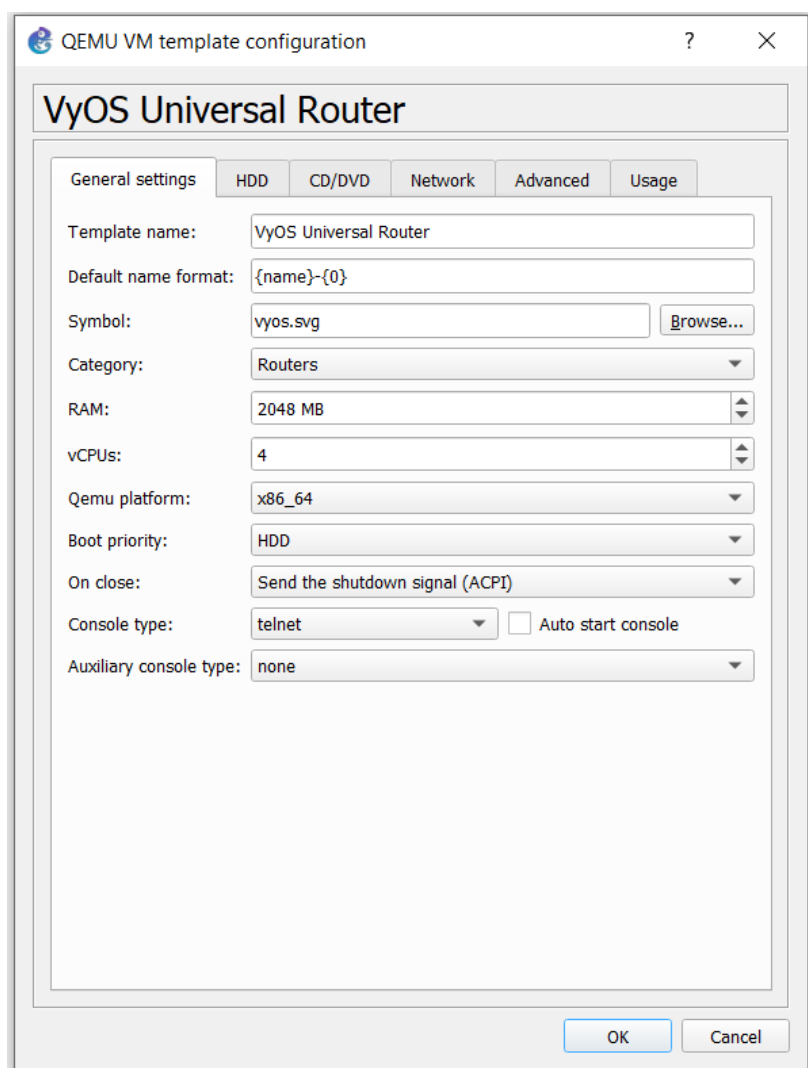 QEMU VM template configuration ? ×
VyOS Universal Router
General settings HDD CD/DVD Network Advanced Usage
Template name: VyOS Universal Router
Default name format: {name}-{0}
Symbol: vyos.svg Browse...
Category: Routers
RAM: 2048 MB
vCPUs: 4
Qemu platform: x86_64
Boot priority: HDD
On close: Send the shutdown signal (ACPI)
Console type: telnet Auto start console
Auxiliary console type: none
OK Cancel